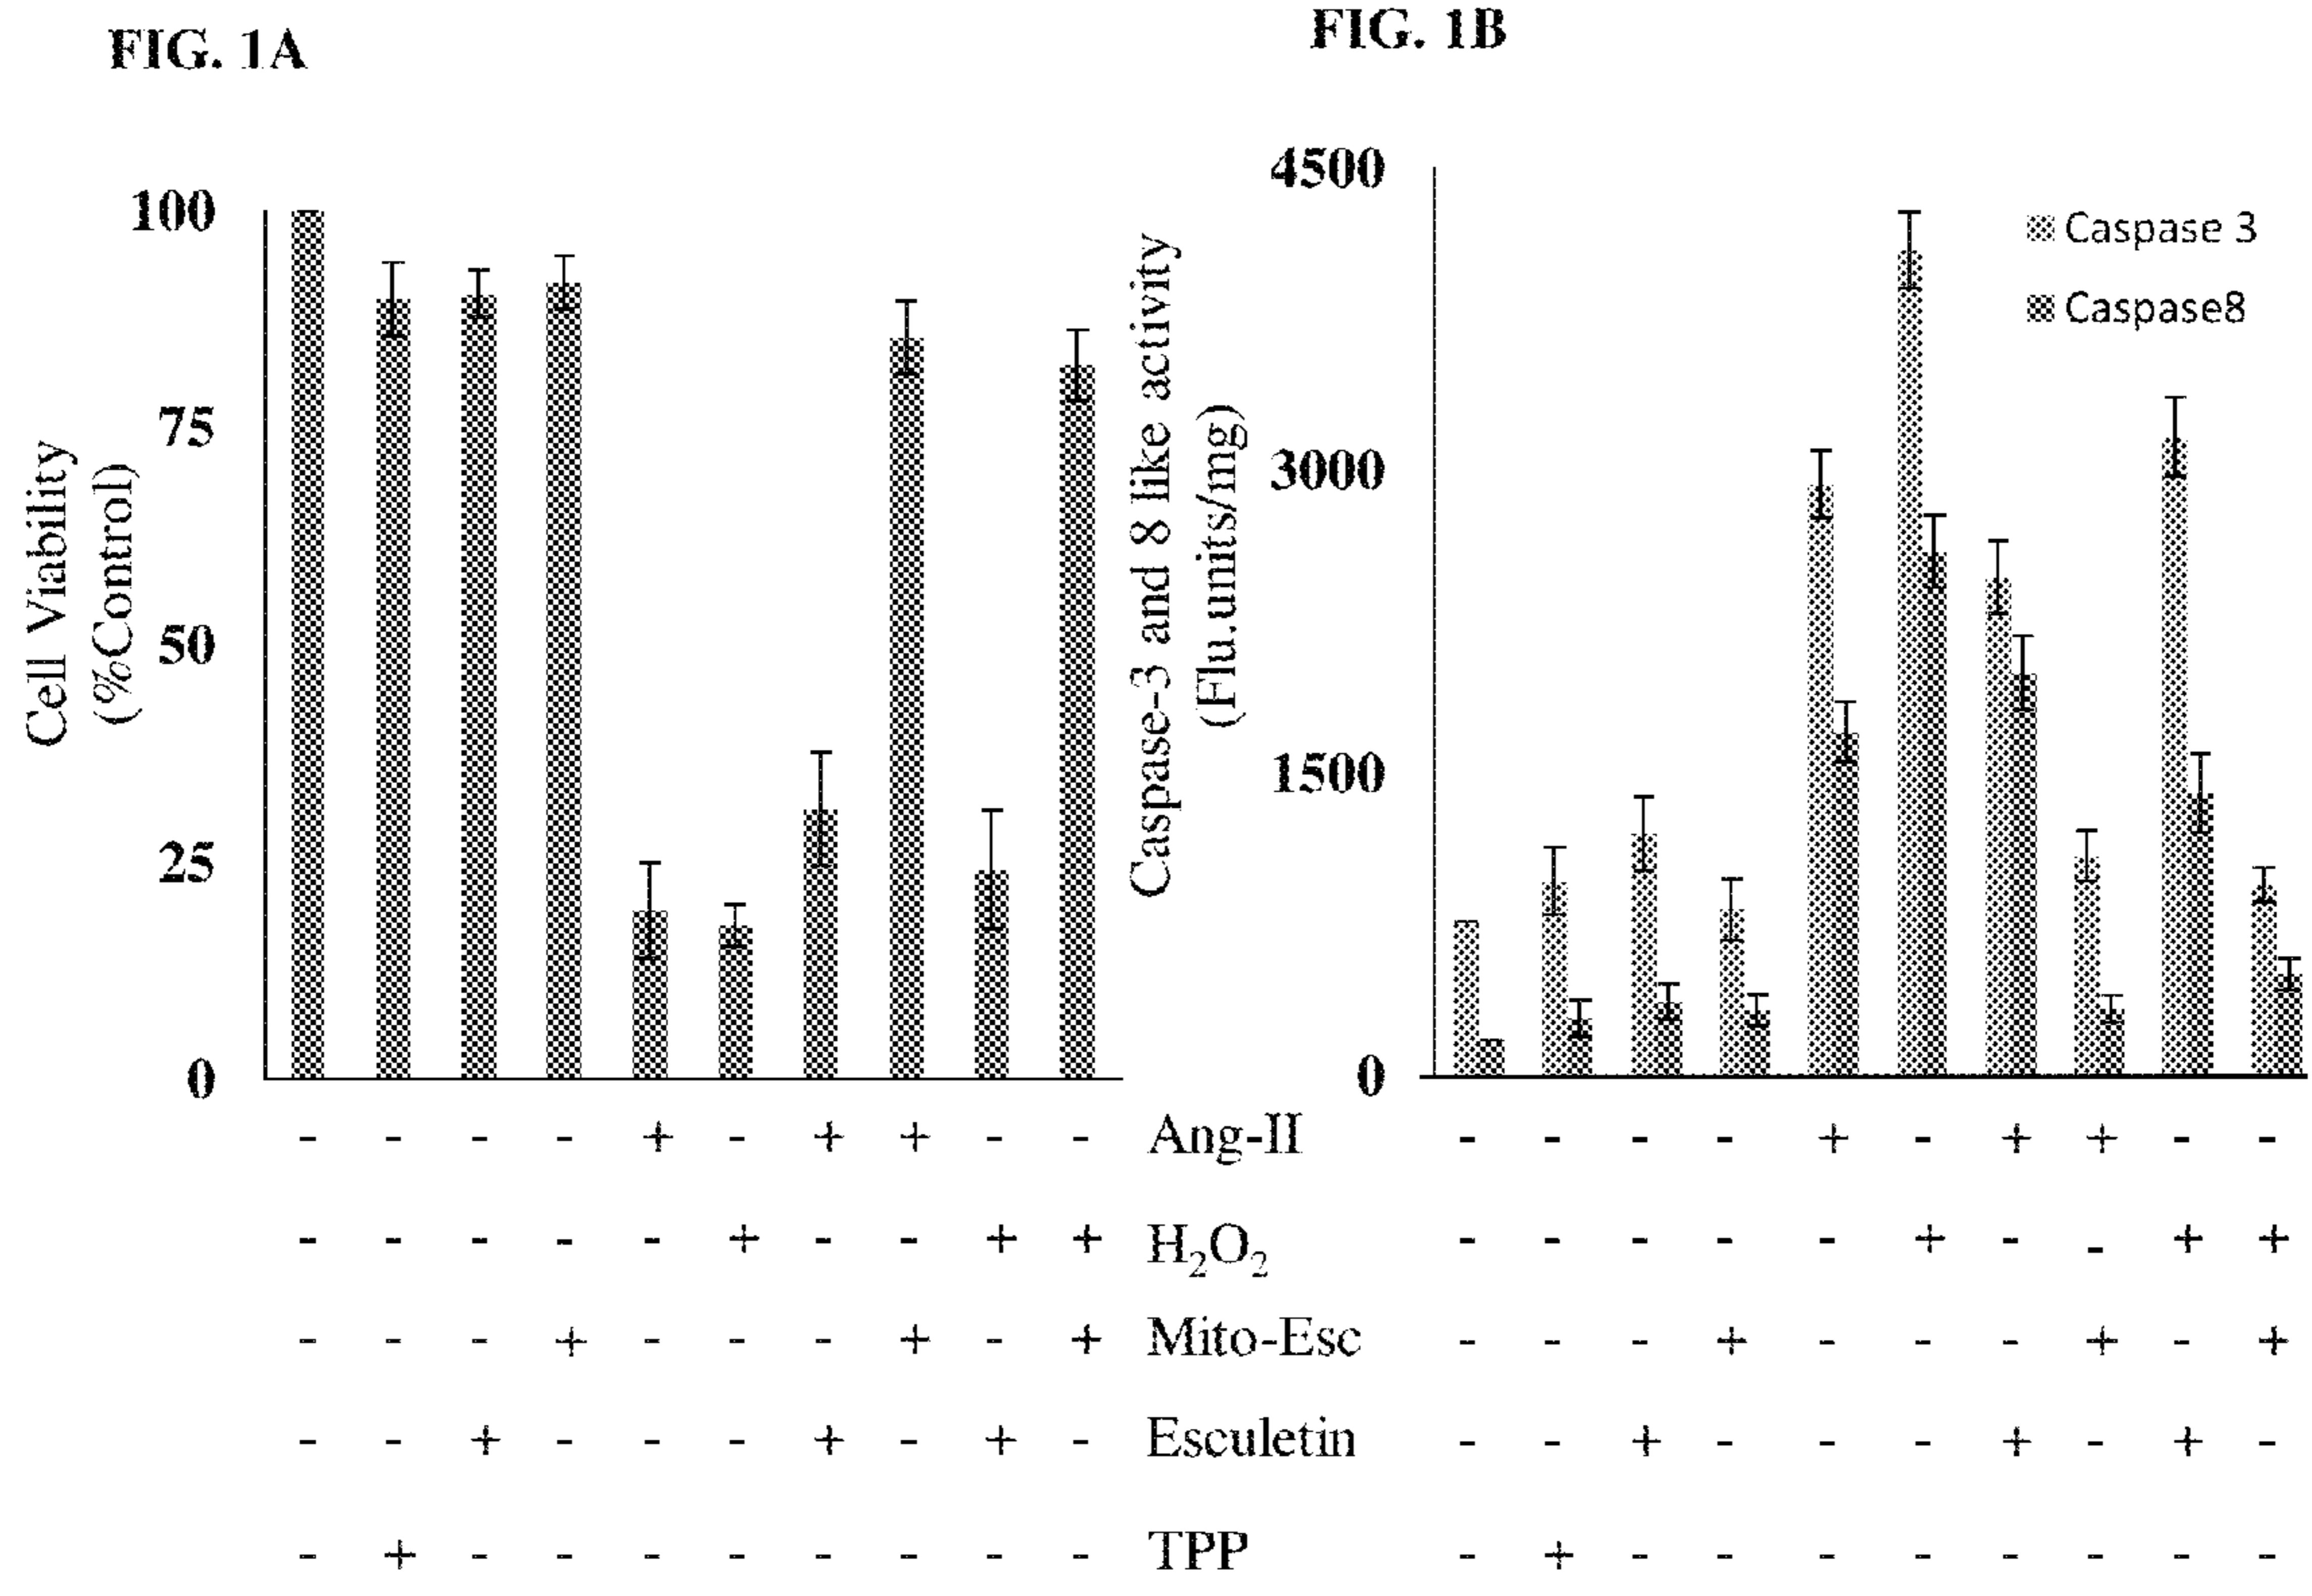 FIG. 1A
FIG. 1B
100
75
50
25
0
Cell Viability
(%Control)
4500
3000
1500
0
Caspase-3 and 8 like activity
(Flu.units/mg)
Caspase 3
Caspase8
- - - - + - + + - - Ang-II - - - - + - + + - -
- - - - - + - - + + H₂O₂ - - - - - + - - + +
- - - + - - - + - + Mito-Esc - - - + - - - + - +
- - + - - - + - + - Esculetin - - + - - - + - + -
- + - - - - - - - - TPP - + - - - - - - - -